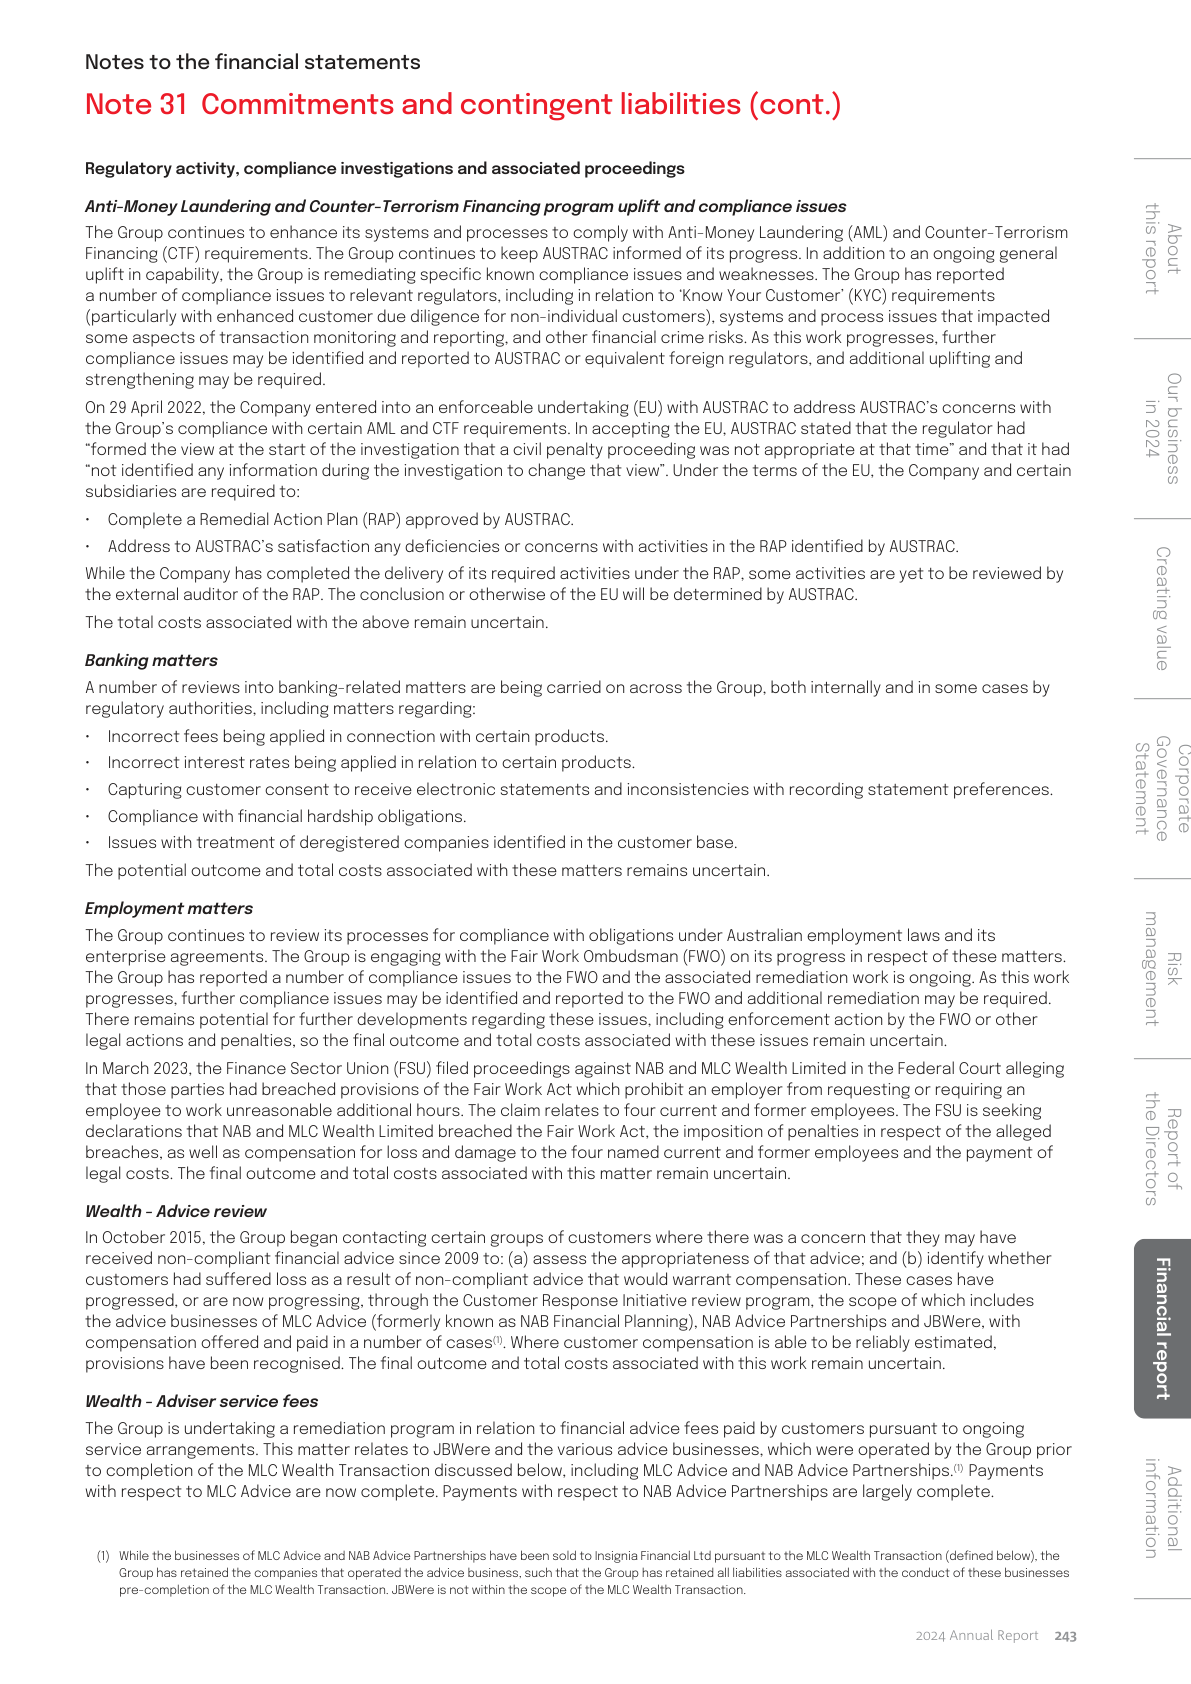 Notes to the financial statements
Note 31 Commitments and contingent liabilities (cont.)
Regulatory activity, compliance investigations and associated proceedings
Anti-Money Laundering and Counter-Terrorism Financing program uplift and compliance issues
The Group continues to enhance its systems and processes to comply with Anti-Money Laundering (AML) and Counter-Terrorism
Financing (CTF) requirements. The Group continues to keep AUSTRAC informed of its progress. In addition to an ongoing general
uplift in capability, the Group is remediating specific known compliance issues and weaknesses. The Group has reported
a number of compliance issues to relevant regulators, including in relation to ‘Know Your Customer’ (KYC) requirements
(particularly with enhanced customer due diligence for non-individual customers), systems and process issues that impacted
some aspects of transaction monitoring and reporting, and other financial crime risks. As this work progresses, further
compliance issues may be identified and reported to AUSTRAC or equivalent foreign regulators, and additional uplifting and
strengthening may be required.
On 29 April 2022, the Company entered into an enforceable undertaking (EU) with AUSTRAC to address AUSTRAC’s concerns with
the Group’s compliance with certain AML and CTF requirements. In accepting the EU, AUSTRAC stated that the regulator had
“formed the view at the start of the investigation that a civil penalty proceeding was not appropriate at that time” and that it had
“not identified any information during the investigation to change that view”. Under the terms of the EU, the Company and certain
subsidiaries are required to:
• Complete a Remedial Action Plan (RAP) approved by AUSTRAC.
• Address to AUSTRAC’s satisfaction any deficiencies or concerns with activities in the RAP identified by AUSTRAC.
While the Company has completed the delivery of its required activities under the RAP, some activities are yet to be reviewed by
the external auditor of the RAP. The conclusion or otherwise of the EU will be determined by AUSTRAC.
The total costs associated with the above remain uncertain.
Banking matters
A number of reviews into banking-related matters are being carried on across the Group, both internally and in some cases by
regulatory authorities, including matters regarding:
• Incorrect fees being applied in connection with certain products.
• Incorrect interest rates being applied in relation to certain products.
• Capturing customer consent to receive electronic statements and inconsistencies with recording statement preferences.
• Compliance with financial hardship obligations.
• Issues with treatment of deregistered companies identified in the customer base.
The potential outcome and total costs associated with these matters remains uncertain.
Employment matters
The Group continues to review its processes for compliance with obligations under Australian employment laws and its
enterprise agreements. The Group is engaging with the Fair Work Ombudsman (FWO) on its progress in respect of these matters.
The Group has reported a number of compliance issues to the FWO and the associated remediation work is ongoing. As this work
progresses, further compliance issues may be identified and reported to the FWO and additional remediation may be required.
There remains potential for further developments regarding these issues, including enforcement action by the FWO or other
legal actions and penalties, so the final outcome and total costs associated with these issues remain uncertain.
In March 2023, the Finance Sector Union (FSU) filed proceedings against NAB and MLC Wealth Limited in the Federal Court alleging
that those parties had breached provisions of the Fair Work Act which prohibit an employer from requesting or requiring an
employee to work unreasonable additional hours. The claim relates to four current and former employees. The FSU is seeking
declarations that NAB and MLC Wealth Limited breached the Fair Work Act, the imposition of penalties in respect of the alleged
breaches, as well as compensation for loss and damage to the four named current and former employees and the payment of
legal costs. The final outcome and total costs associated with this matter remain uncertain.
Wealth - Advice review
In October 2015, the Group began contacting certain groups of customers where there was a concern that they may have
received non-compliant financial advice since 2009 to: (a) assess the appropriateness of that advice; and (b) identify whether
customers had suffered loss as a result of non-compliant advice that would warrant compensation. These cases have
progressed, or are now progressing, through the Customer Response Initiative review program, the scope of which includes
the advice businesses of MLC Advice (formerly known as NAB Financial Planning), NAB Advice Partnerships and JBWere, with
compensation offered and paid in a number of cases(1). Where customer compensation is able to be reliably estimated,
provisions have been recognised. The final outcome and total costs associated with this work remain uncertain.
Wealth - Adviser service fees
The Group is undertaking a remediation program in relation to financial advice fees paid by customers pursuant to ongoing
service arrangements. This matter relates to JBWere and the various advice businesses, which were operated by the Group prior
to completion of the MLC Wealth Transaction discussed below, including MLC Advice and NAB Advice Partnerships.(1) Payments
with respect to MLC Advice are now complete. Payments with respect to NAB Advice Partnerships are largely complete.
(1) While the businesses of MLC Advice and NAB Advice Partnerships have been sold to Insignia Financial Ltd pursuant to the MLC Wealth Transaction (defined below), the
Group has retained the companies that operated the advice business, such that the Group has retained all liabilities associated with the conduct of these businesses
pre-completion of the MLC Wealth Transaction. JBWere is not within the scope of the MLC Wealth Transaction.
2024 Annual Report 243
About
this report
Our business
in 2024
Creating value
Corporate
Governance
Statement
Risk
management
Report of
the Directors
Financial report
Additional
information